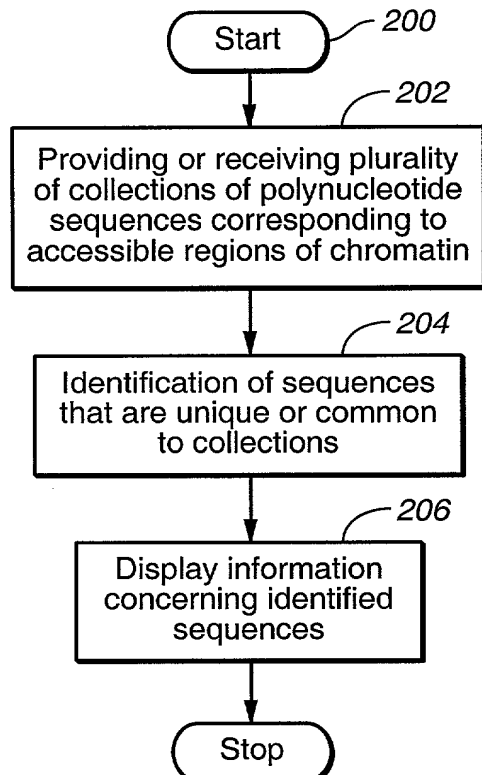 Start
200
202
Providing or receiving plurality
of collections of polynucleotide
sequences corresponding to
accessible regions of chromatin
204
Identification of sequences
that are unique or common
to collections
206
Display information
concerning identified
sequences
Stop